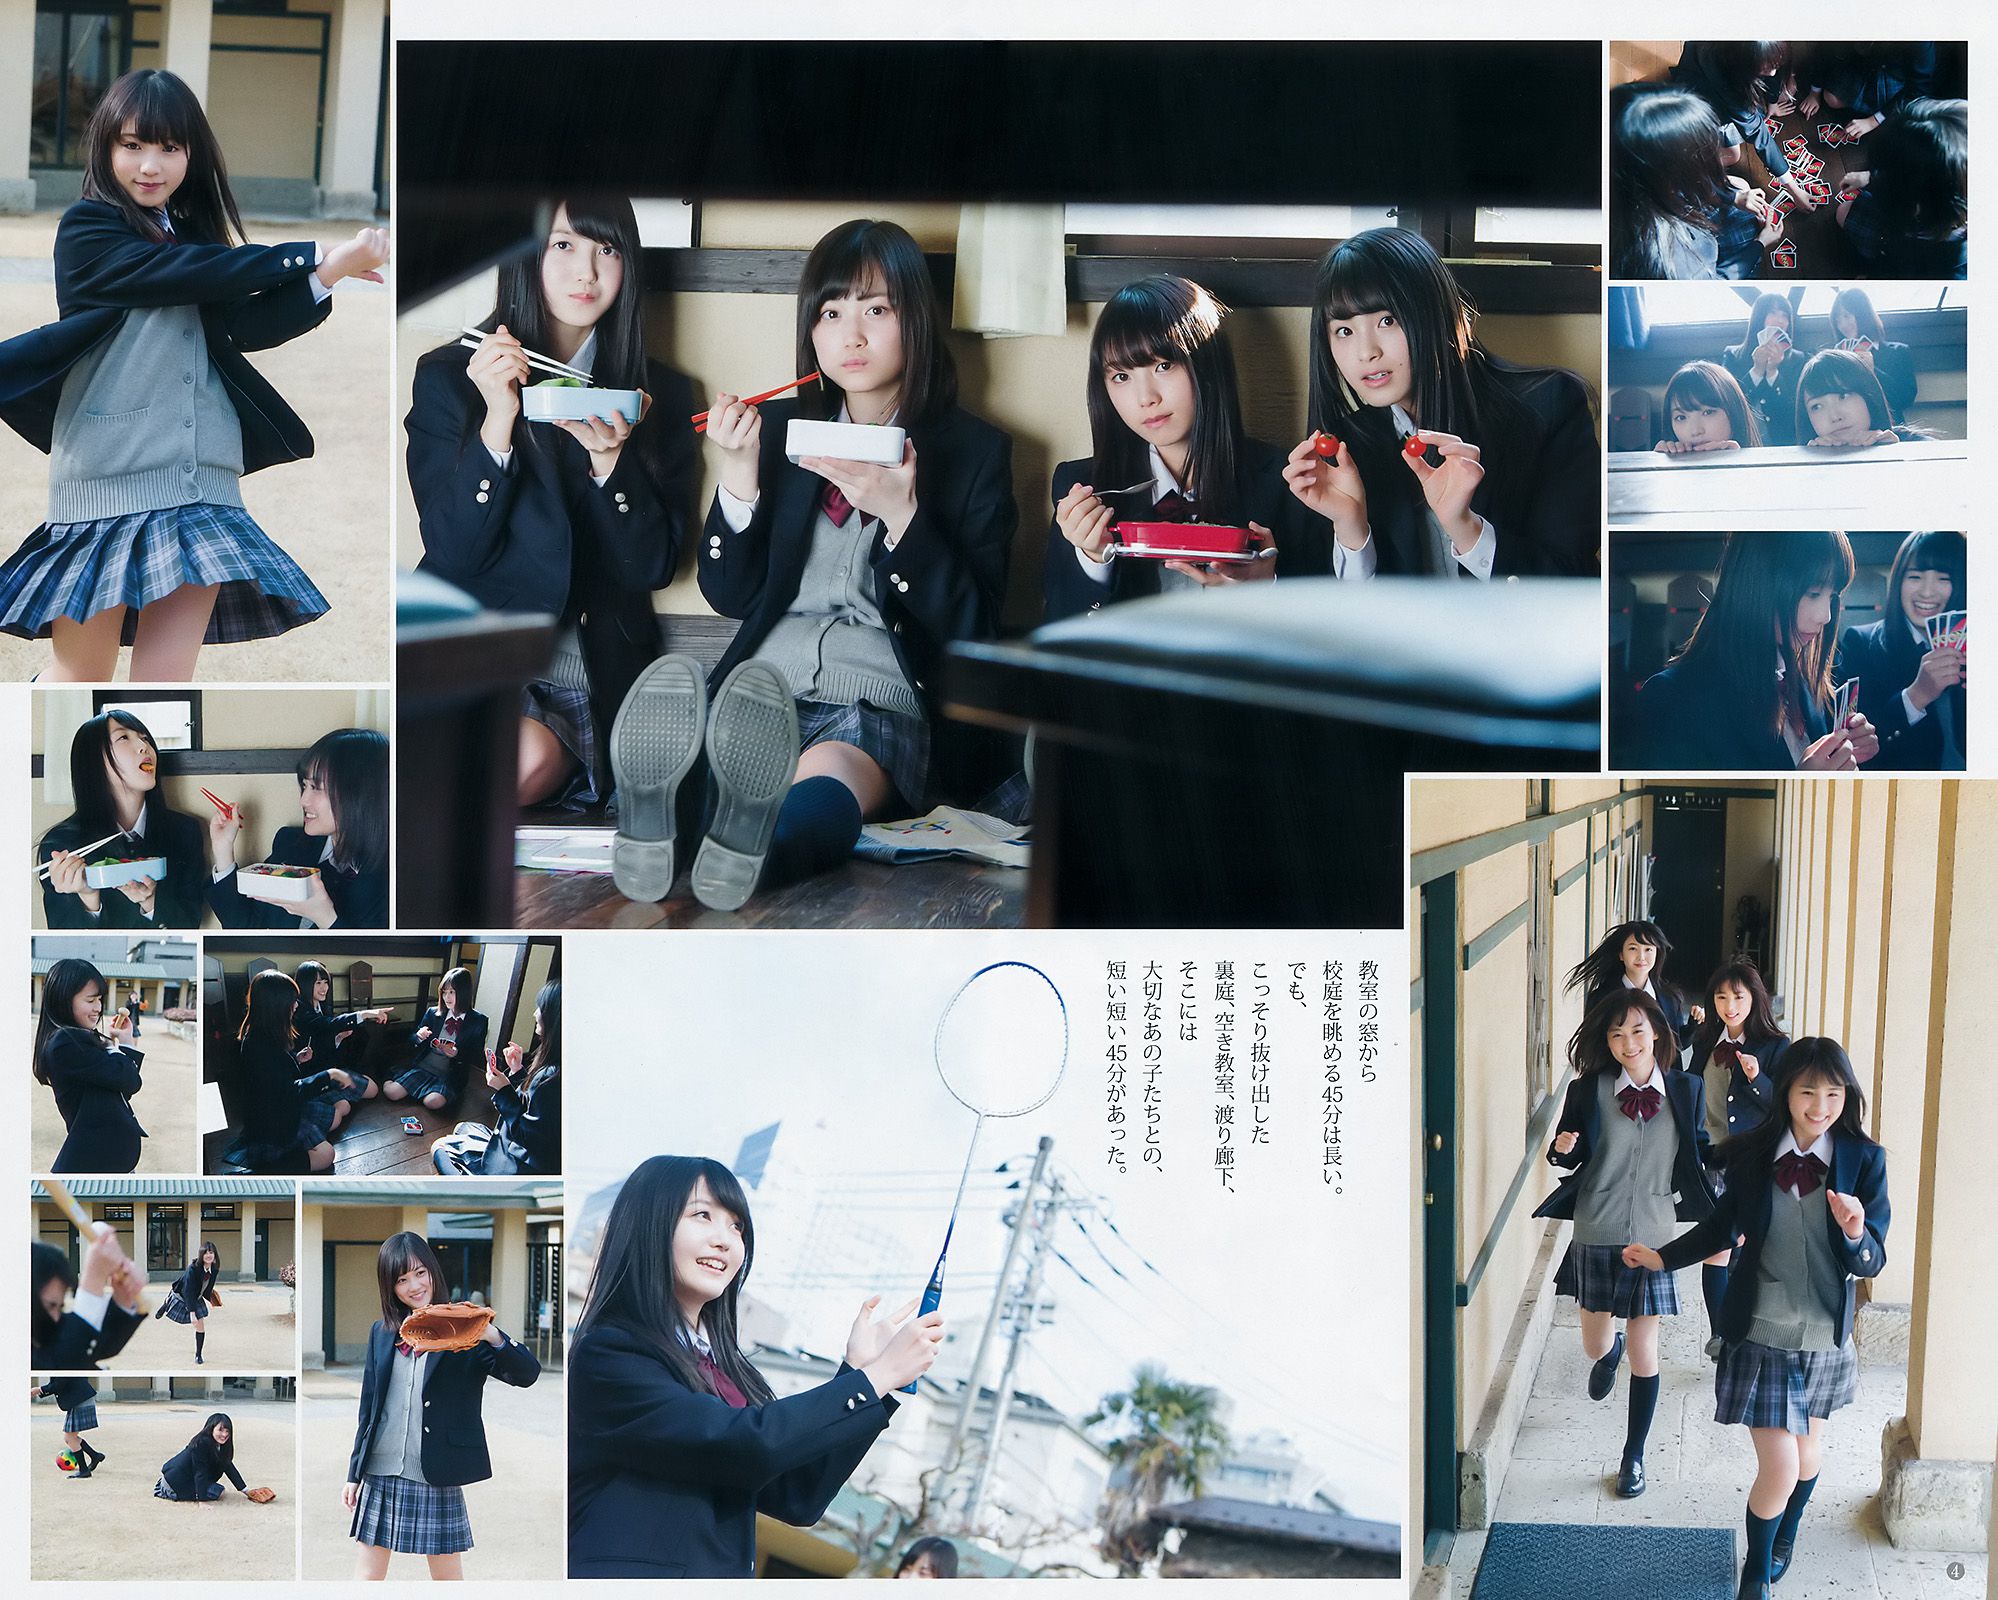 教室の窓から
校庭を眺める45分は長い。
でも、
こっそり抜け出した
裏庭、空き教室、渡り廊下、
そこには
大切なあの子たちとの、
短い短い45分があった。
4